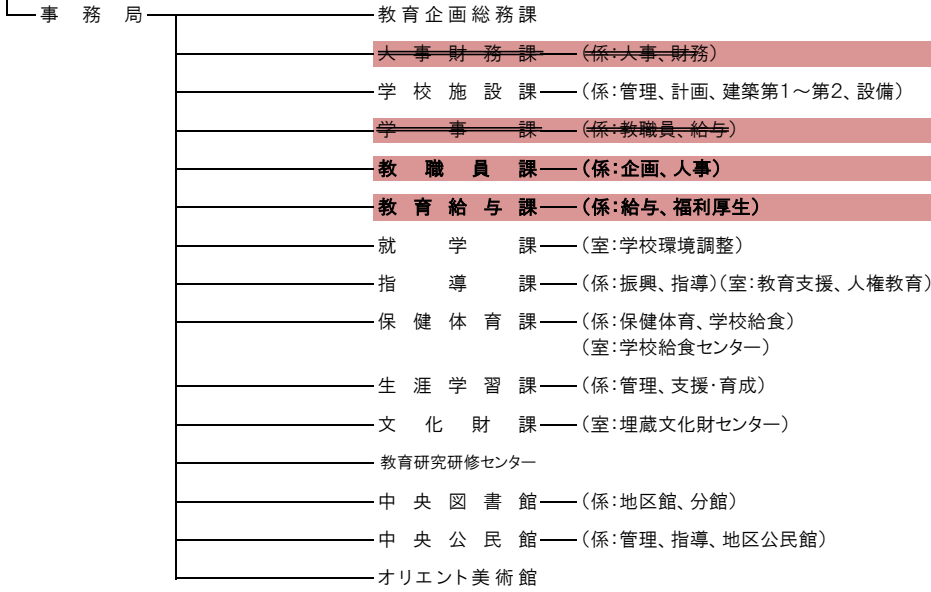 事務局 教育企画総務課
人事財務課 （係：人事、財務）
学校施設課 （係：管理、計画、建築第1～第2、設備）
学事課 （係：教職員、給与）
教職員課 （係：企画、人事）
教育給与課 （係：給与、福利厚生）
就学課 （室：学校環境調整）
指導課 （係：振興、指導）（室：教育支援、人権教育）
保健体育課 （係：保健体育、学校給食）
（室：学校給食センター）
生涯学習課 （係：管理、支援・育成）
文化財課 （室：埋蔵文化財センター）
教育研究研修センター
中央図書館 （係：地区館、分館）
中央公民館 （係：管理、指導、地区公民館）
オリエント美術館